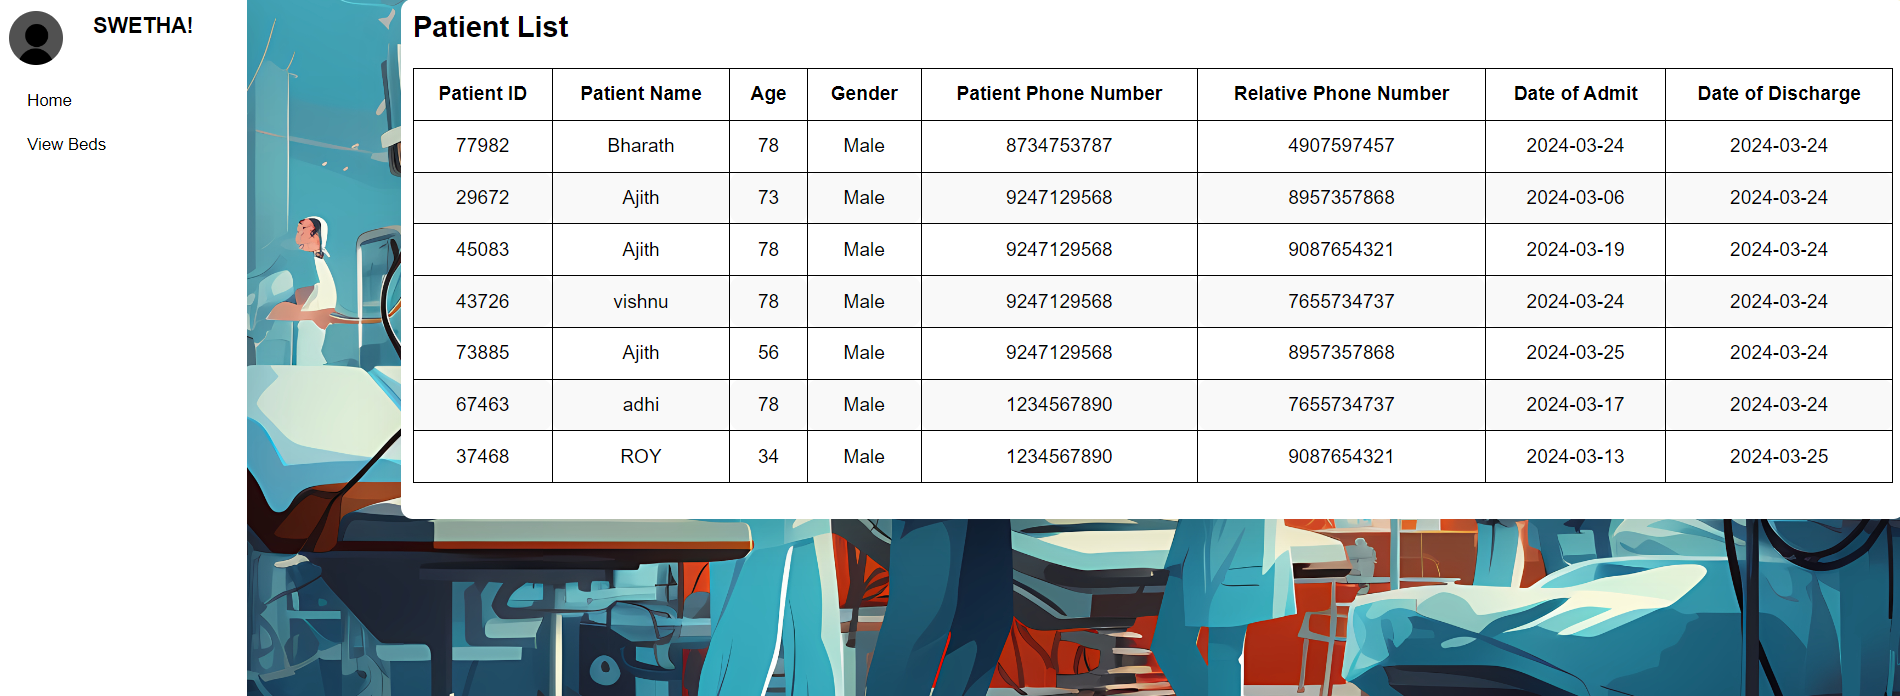 SWETHA!
Home
View Beds
Patient List
Patient ID Patient Name Age Gender Patient Phone Number Relative Phone Number Date of Admit Date of Discharge
77982 Bharath 78 Male 8734753787 4907597457 2024-03-24 2024-03-24
29672 Ajith 73 Male 9247129568 8957357868 2024-03-06 2024-03-24
45083 Ajith 78 Male 9247129568 9087654321 2024-03-19 2024-03-24
43726 vishnu 78 Male 9247129568 7655734737 2024-03-24 2024-03-24
73885 Ajith 56 Male 9247129568 8957357868 2024-03-25 2024-03-24
67463 adhi 78 Male 1234567890 7655734737 2024-03-17 2024-03-24
37468 ROY 34 Male 1234567890 9087654321 2024-03-13 2024-03-25